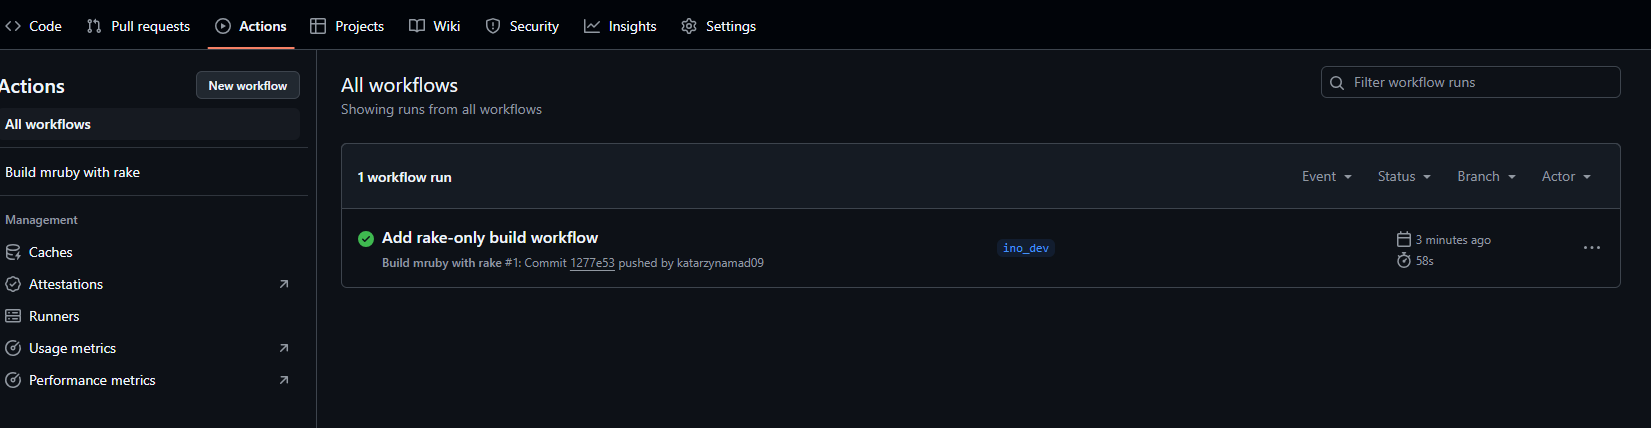 Code Pull requests Actions Projects Wiki Security Insights Settings
Actions New workflow
All workflows
Build mruby with rake
Management
Caches
Attestations
Runners
Usage metrics
Performance metrics
All workflows
Showing runs from all workflows
Filter workflow runs
1 workflow run Event Status Branch Actor
Add rake-only build workflow
Build mruby with rake #1: Commit 1277e53 pushed by katarzynamad09
ino_dev
3 minutes ago
58s